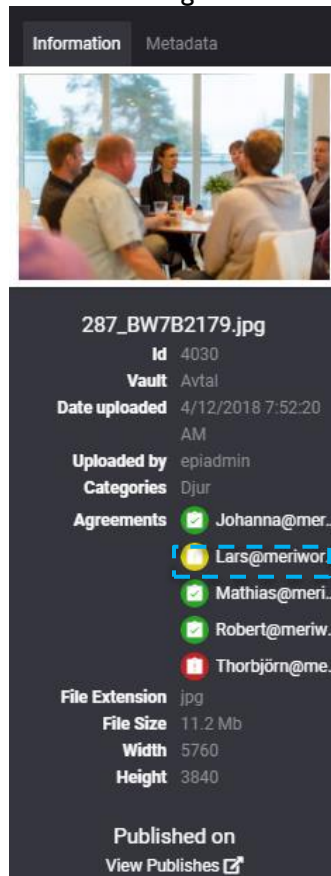 Information Metadata
287_BW7B2179.jpg
Id 4030
Vault Avtal
Date uploaded 4/12/2018 7:52:20
AM
Uploaded by epiadmin
Categories Djur
Agreements Johanna@mer..
Lars@meriwor.
Mathias@meri..
Robert@meriw.
Thorbjörn@me..
File Extension jpg
File Size 11.2 Mb
Width 5760
Height 3840
Published on
View Publishes